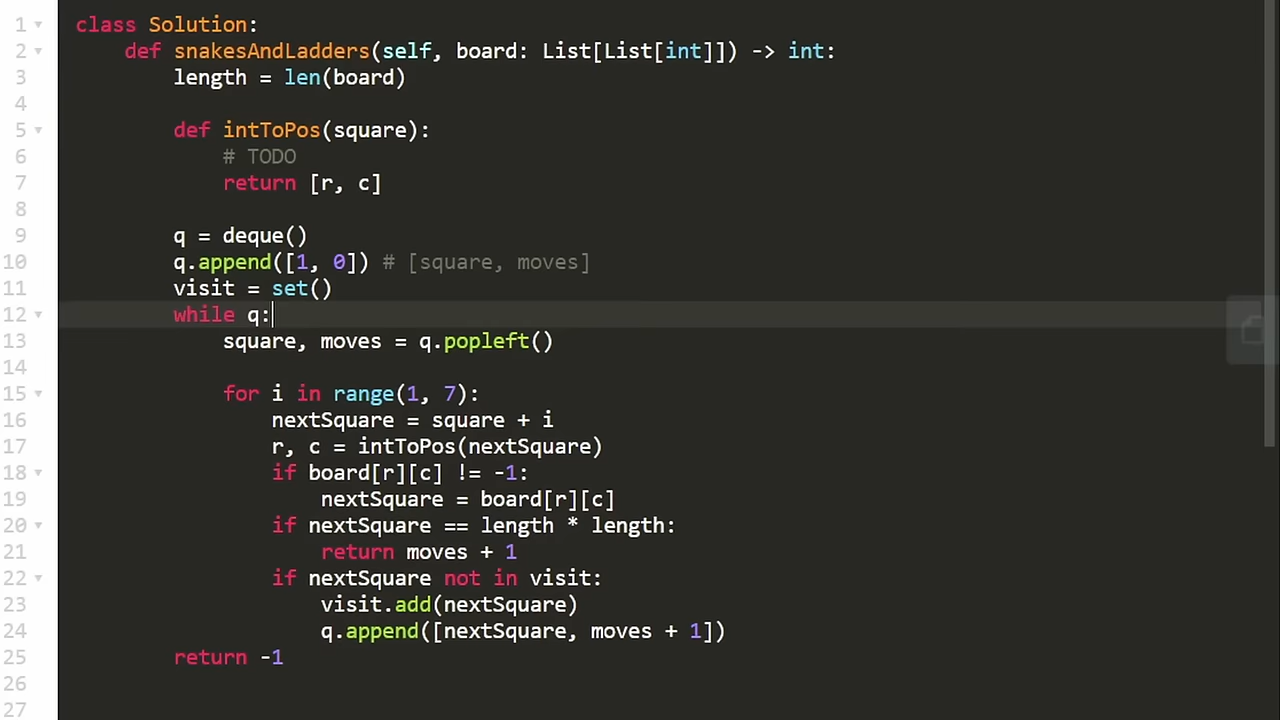 1 class Solution:
2 def snakesAndLadders(self, board: List[List[int]]) -> int:
3 length = len(board)
4
5 def intToPos(square):
6 # TODO
7 return [r, c]
8
9 q = deque()
10 q.append([1, 0]) # [square, moves]
11 visit = set()
12 while q:
13 square, moves = q.popleft()
14
15 for i in range(1, 7):
16 nextSquare = square + i
17 r, c = intToPos(nextSquare)
18 if board[r][c] != -1:
19 nextSquare = board[r][c]
20 if nextSquare == length * length:
21 return moves + 1
22 if nextSquare not in visit:
23 visit.add(nextSquare)
24 q.append([nextSquare, moves + 1])
25 return -1
26
27